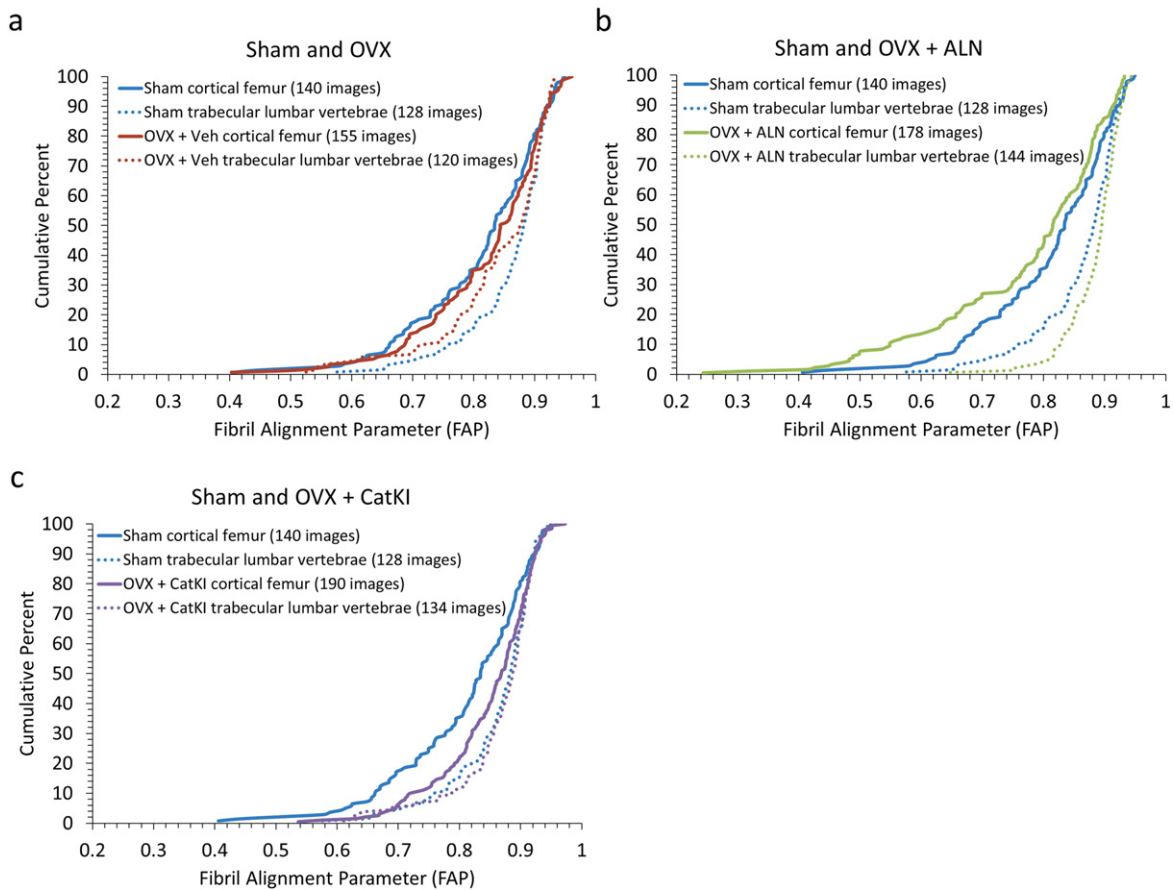 a
Sham and OVX
100
90
80
70
60
50
40
30
20
10
0
Cumulative Percent
Sham cortical femur (140 images)
Sham trabecular lumbar vertebrae (128 images)
OVX + Veh cortical femur (155 images)
OVX + Veh trabecular lumbar vertebrae (120 images)
0.2 0.3 0.4 0.5 0.6 0.7 0.8 0.9 1
Fibril Alignment Parameter (FAP)
b
Sham and OVX + ALN
100
90
80
70
60
50
40
30
20
10
0
Cumulative Percent
Sham cortical femur (140 images)
Sham trabecular lumbar vertebrae (128 images)
OVX + ALN cortical femur (178 images)
OVX + ALN trabecular lumbar vertebrae (144 images)
0.2 0.3 0.4 0.5 0.6 0.7 0.8 0.9 1
Fibril Alignment Parameter (FAP)
c
Sham and OVX + CatKI
100
90
80
70
60
50
40
30
20
10
0
Cumulative Percent
Sham cortical femur (140 images)
Sham trabecular lumbar vertebrae (128 images)
OVX + CatKI cortical femur (190 images)
OVX + CatKI trabecular lumbar vertebrae (134 images)
0.2 0.3 0.4 0.5 0.6 0.7 0.8 0.9 1
Fibril Alignment Parameter (FAP)